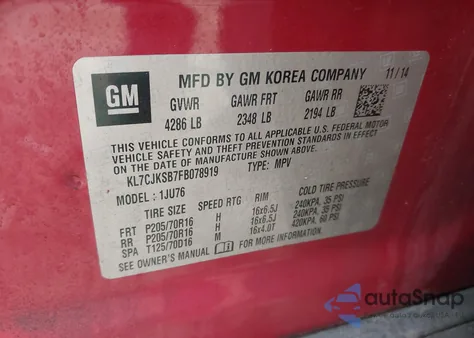 GM
MFD BY GM KOREA COMPANY 11/14
GVWR GAWR FRT GAWR RR
4286 LB 2348 LB 2194 LB
THIS VEHICLE CONFORMS TO ALL APPLICABLE U.S. FEDERAL MOTOR
VEHICLE SAFETY AND THEFT PREVENTION STANDARDS IN EFFECT ON
THE DATE OF MANUFACTURE SHOWN ABOVE.
KL7CJKSB7FB078919 TYPE: MPV
MODEL: 1JU76
TIRE SIZE SPEED RTG RIM COLD TIRE PRESSURE
FRT P205/70R16 H 16x6.5J 240KPA, 35 PSI
RR P205/70R16 H 16x6.5J 240KPA, 35 PSI
SPA T125/70D16 M 16x4.0T 420KPA, 60 PSI
SEE OWNER'S MANUAL FOR MORE INFORMATION.
autoSnap